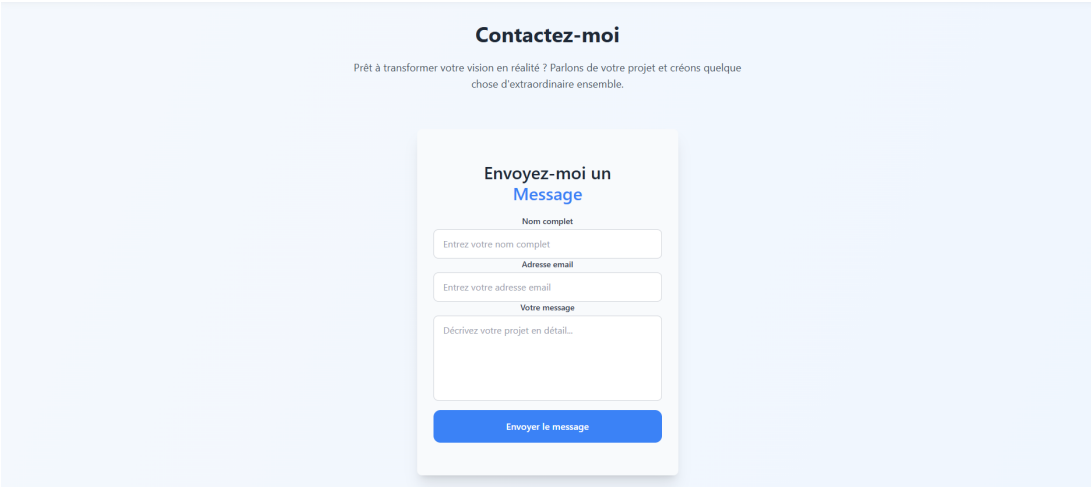 Contactez-moi
Prêt à transformer votre vision en réalité ? Parlons de votre projet et créons quelque
chose d'extraordinaire ensemble.
Envoyez-moi un
Message
Nom complet
Entrez votre nom complet
Adresse email
Entrez votre adresse email
Votre message
Décrivez votre projet en détail...
Envoyer le message